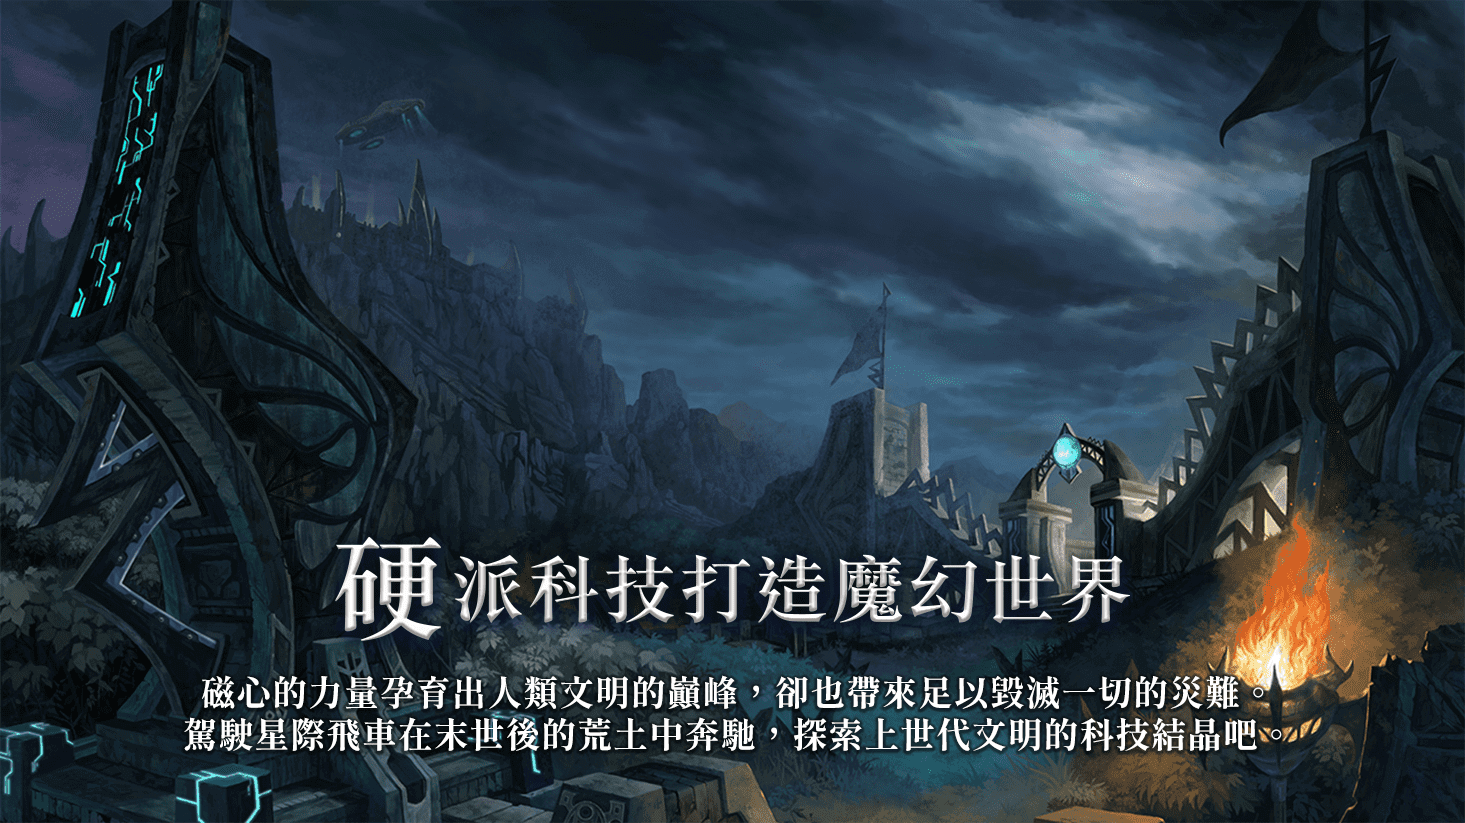 硬派科技打造魔幻世界
磁心的力量孕育出人類文明的巔峰，卻也帶來足以毀滅一切的災難。
駕駛星際飛車在末世後的荒土中奔馳，探索上世代文明的科技結晶吧。